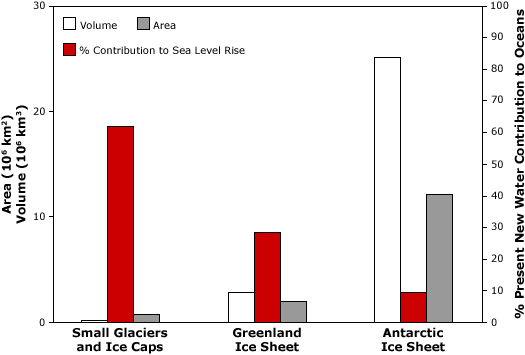 Volume
Area
% Contribution to Sea Level Rise
Area (10⁶ km²)
Volume (10⁶ km³)
30
20
10
0
100
90
80
70
60
50
40
30
20
10
0
% Present New Water Contribution to Oceans
Small Glaciers
and Ice Caps
Greenland
Ice Sheet
Antarctic
Ice Sheet